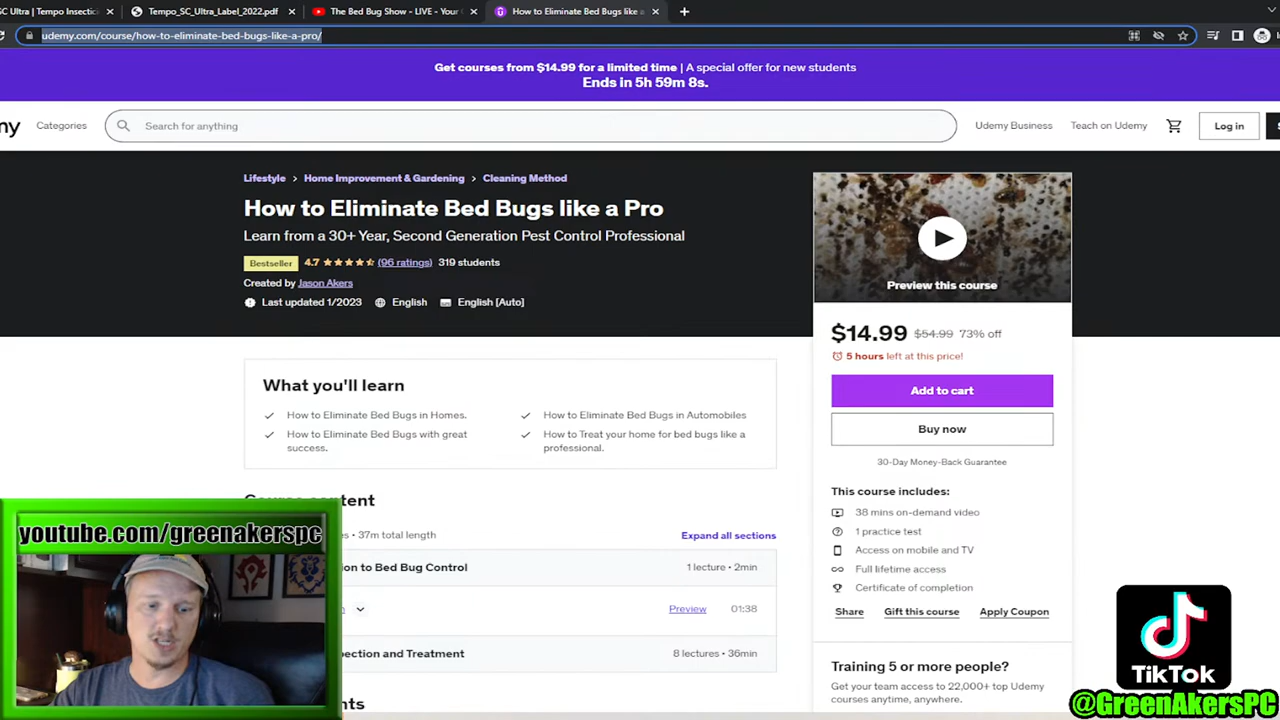 SC Ultra | Tempo Insectici
Tempo_SC_Ultra_Label_2022.pdf
The Bed Bug Show – LIVE - Your
How to Eliminate Bed Bugs like a
udemy.com/course/how-to-eliminate-bed-bugs-like-a-pro/
Get courses from $14.99 for a limited time | A special offer for new students
Ends in 5h 59m 8s.
my
Categories
Search for anything
Udemy Business
Teach on Udemy
Log in
Lifestyle > Home Improvement & Gardening > Cleaning Method
How to Eliminate Bed Bugs like a Pro
Learn from a 30+ Year, Second Generation Pest Control Professional
Bestseller 4.7 (96 ratings) 319 students
Created by Jason Akers
Last updated 1/2023 English English [Auto]
Preview this course
$14.99 $54.99 73% off
5 hours left at this price!
Add to cart
Buy now
30-Day Money-Back Guarantee
This course includes:
38 mins on-demand video
1 practice test
Access on mobile and TV
Full lifetime access
Certificate of completion
Share Gift this course Apply Coupon
Training 5 or more people?
Get your team access to 22,000+ top Udemy
courses anytime, anywhere.
What you'll learn
How to Eliminate Bed Bugs in Homes.
How to Eliminate Bed Bugs in Automobiles
How to Eliminate Bed Bugs with great
success.
How to Treat your home for bed bugs like a
professional.
Course content
37m total length
Expand all sections
ion to Bed Bug Control
1 lecture • 2min
Preview 01:38
pection and Treatment
8 lectures • 36min
nts
youtube.com/greenakerspc
TikTok
@GreenAkersPC